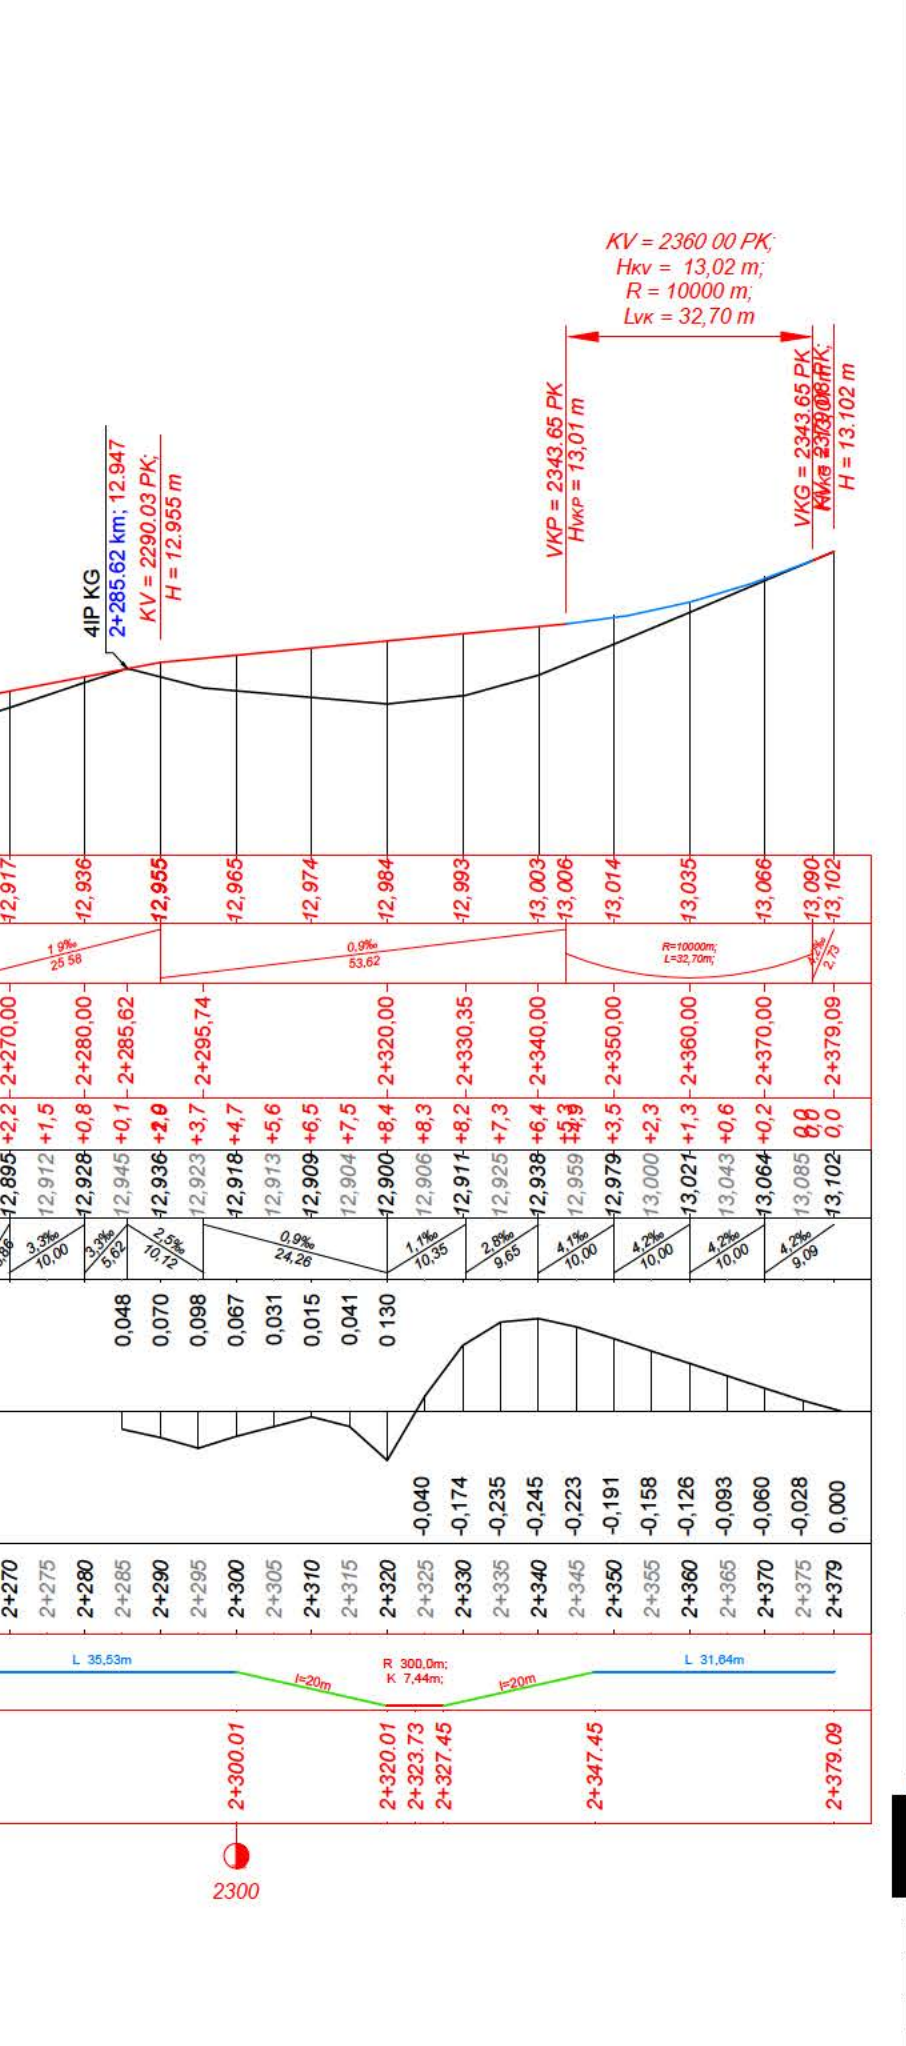 KV = 2360 00 PK;
Hкv = 13,02 m;
R = 10000 m;
Lvк = 32,70 m
4IP KG
2+285.62 km; 12.947
KV = 2290.03 PK;
H = 12.955 m
VKP = 2343.65 PK
Hvкp = 13,01 m
VKG = 2343.65 PK
H = 13.102 m
12,917 12,936 12,955 12,965 12,974 12,984 12,993 13,003 13,006 13,014 13,035 13,066 13,090 13,102
1 9‰ 0,9‰ R=10000m; 4,2‰
25 58 53,62 L=32,70m; 2,73
2+270,00 2+280,00 2+285,62 2+295,74 2+320,00 2+330,35 2+340,00 2+350,00 2+360,00 2+370,00 2+379,09
+2,2 +1,5 +0,8 +0,1 +3,7 +4,7 +5,6 +6,5 +7,5 +8,4 +8,3 +8,2 +7,3 +6,4 +3,5 +2,3 +1,3 +0,6 +0,2 0,0 0,0 0,0
12,895 12,912 12,928 12,945 12,936 12,923 12,918 12,913 12,909 12,904 12,900 12,906 12,911 12,925 12,938 12,959 12,979 13,000 13,021 13,043 13,064 13,085 13,102
3,3‰ 3,3‰ 2,5‰ 0,9‰ 1,1‰ 2,8‰ 4,1‰ 4,2‰ 4,2‰ 4,2‰
10,00 5,62 10,12 24,26 10,35 9,65 10,00 10,00 10,00 9,09
0,048 0,070 0,098 0,067 0,031 0,015 0,041 0 130
-0,040 -0,174 -0,235 -0,245 -0,223 -0,191 -0,158 -0,126 -0,093 -0,060 -0,028 0,000
2+270 2+275 2+280 2+285 2+290 2+295 2+300 2+305 2+310 2+315 2+320 2+325 2+330 2+335 2+340 2+345 2+350 2+355 2+360 2+365 2+370 2+375 2+379
L 35,53m l=20m R 300,0m; l=20m L 31,64m
K 7,44m;
2+300.01 2+320.01 2+323.73 2+327.45 2+347.45 2+379.09
2300